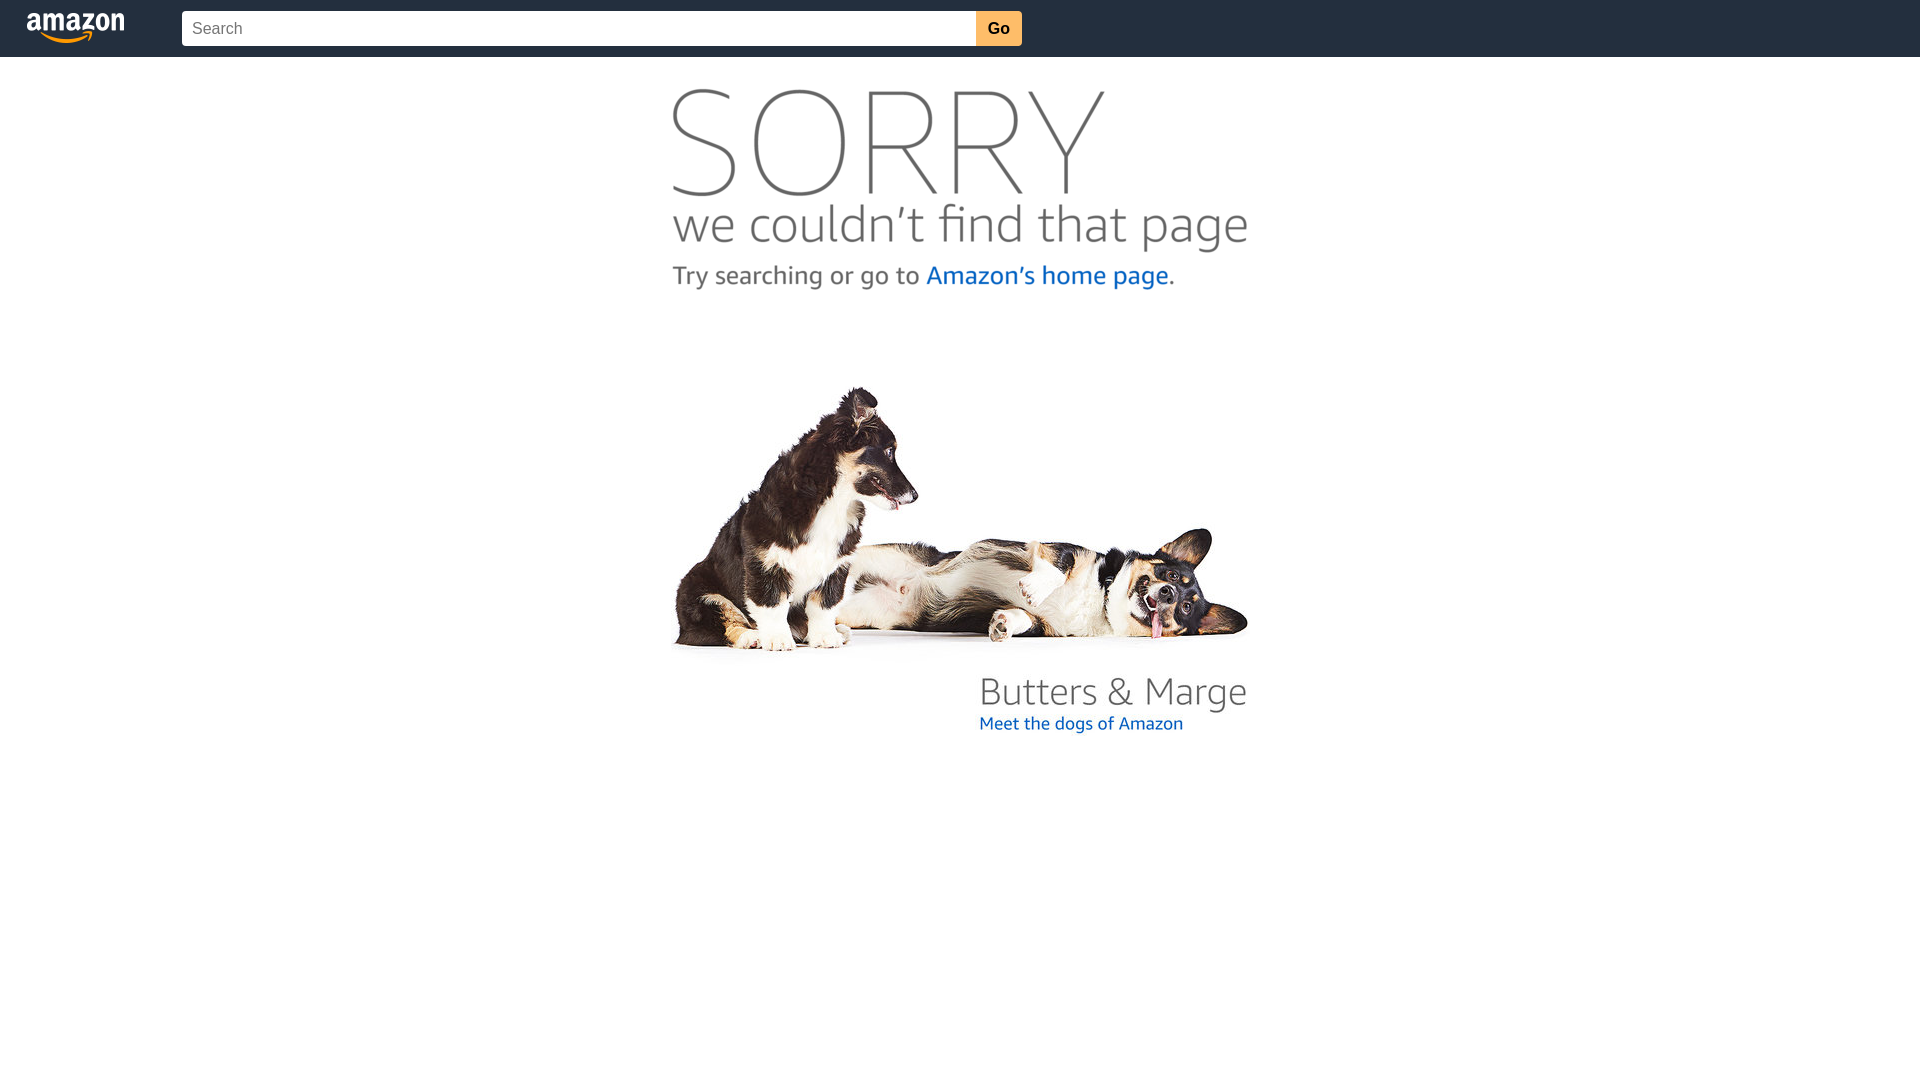 amazon
Search
Go
SORRY
we couldn't find that page
Try searching or go to Amazon's home page.
Butters & Marge
Meet the dogs of Amazon